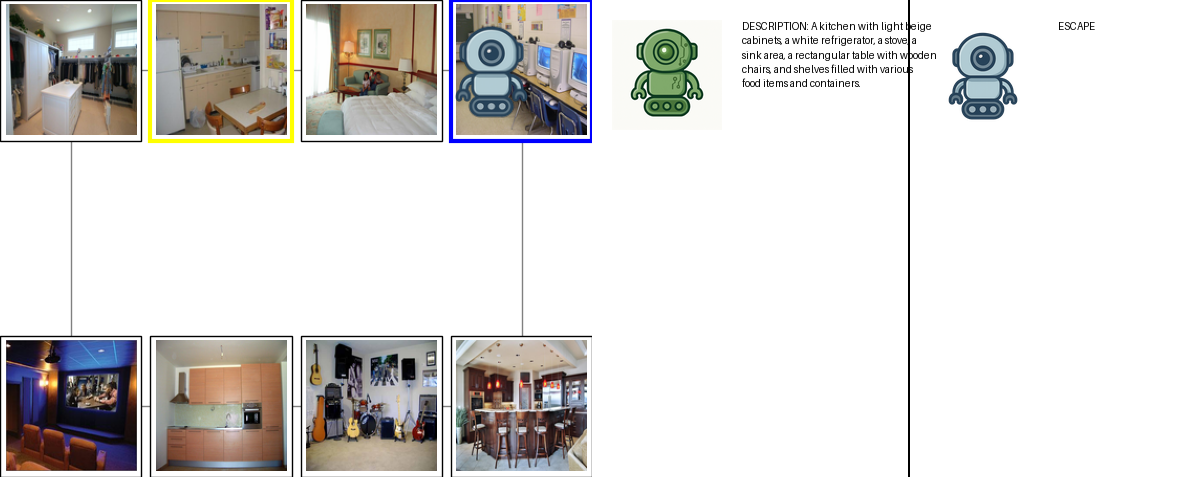 DESCRIPTION: A kitchen with light beige
cabinets, a white refrigerator, a stove, a
sink area, a rectangular table with wooden
chairs, and shelves filled with various
food items and containers.
ESCAPE